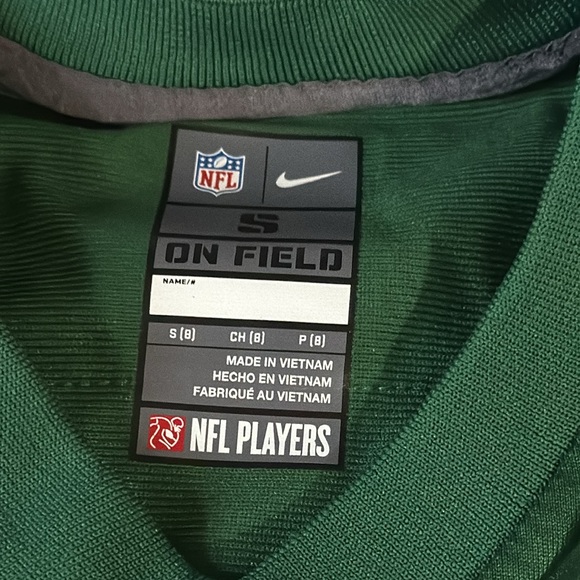 NFL
S
ON FIELD
NAME/#
S (8) CH (8) P (8)
MADE IN VIETNAM
HECHO EN VIETNAM
FABRIQUÉ AU VIETNAM
NFL PLAYERS